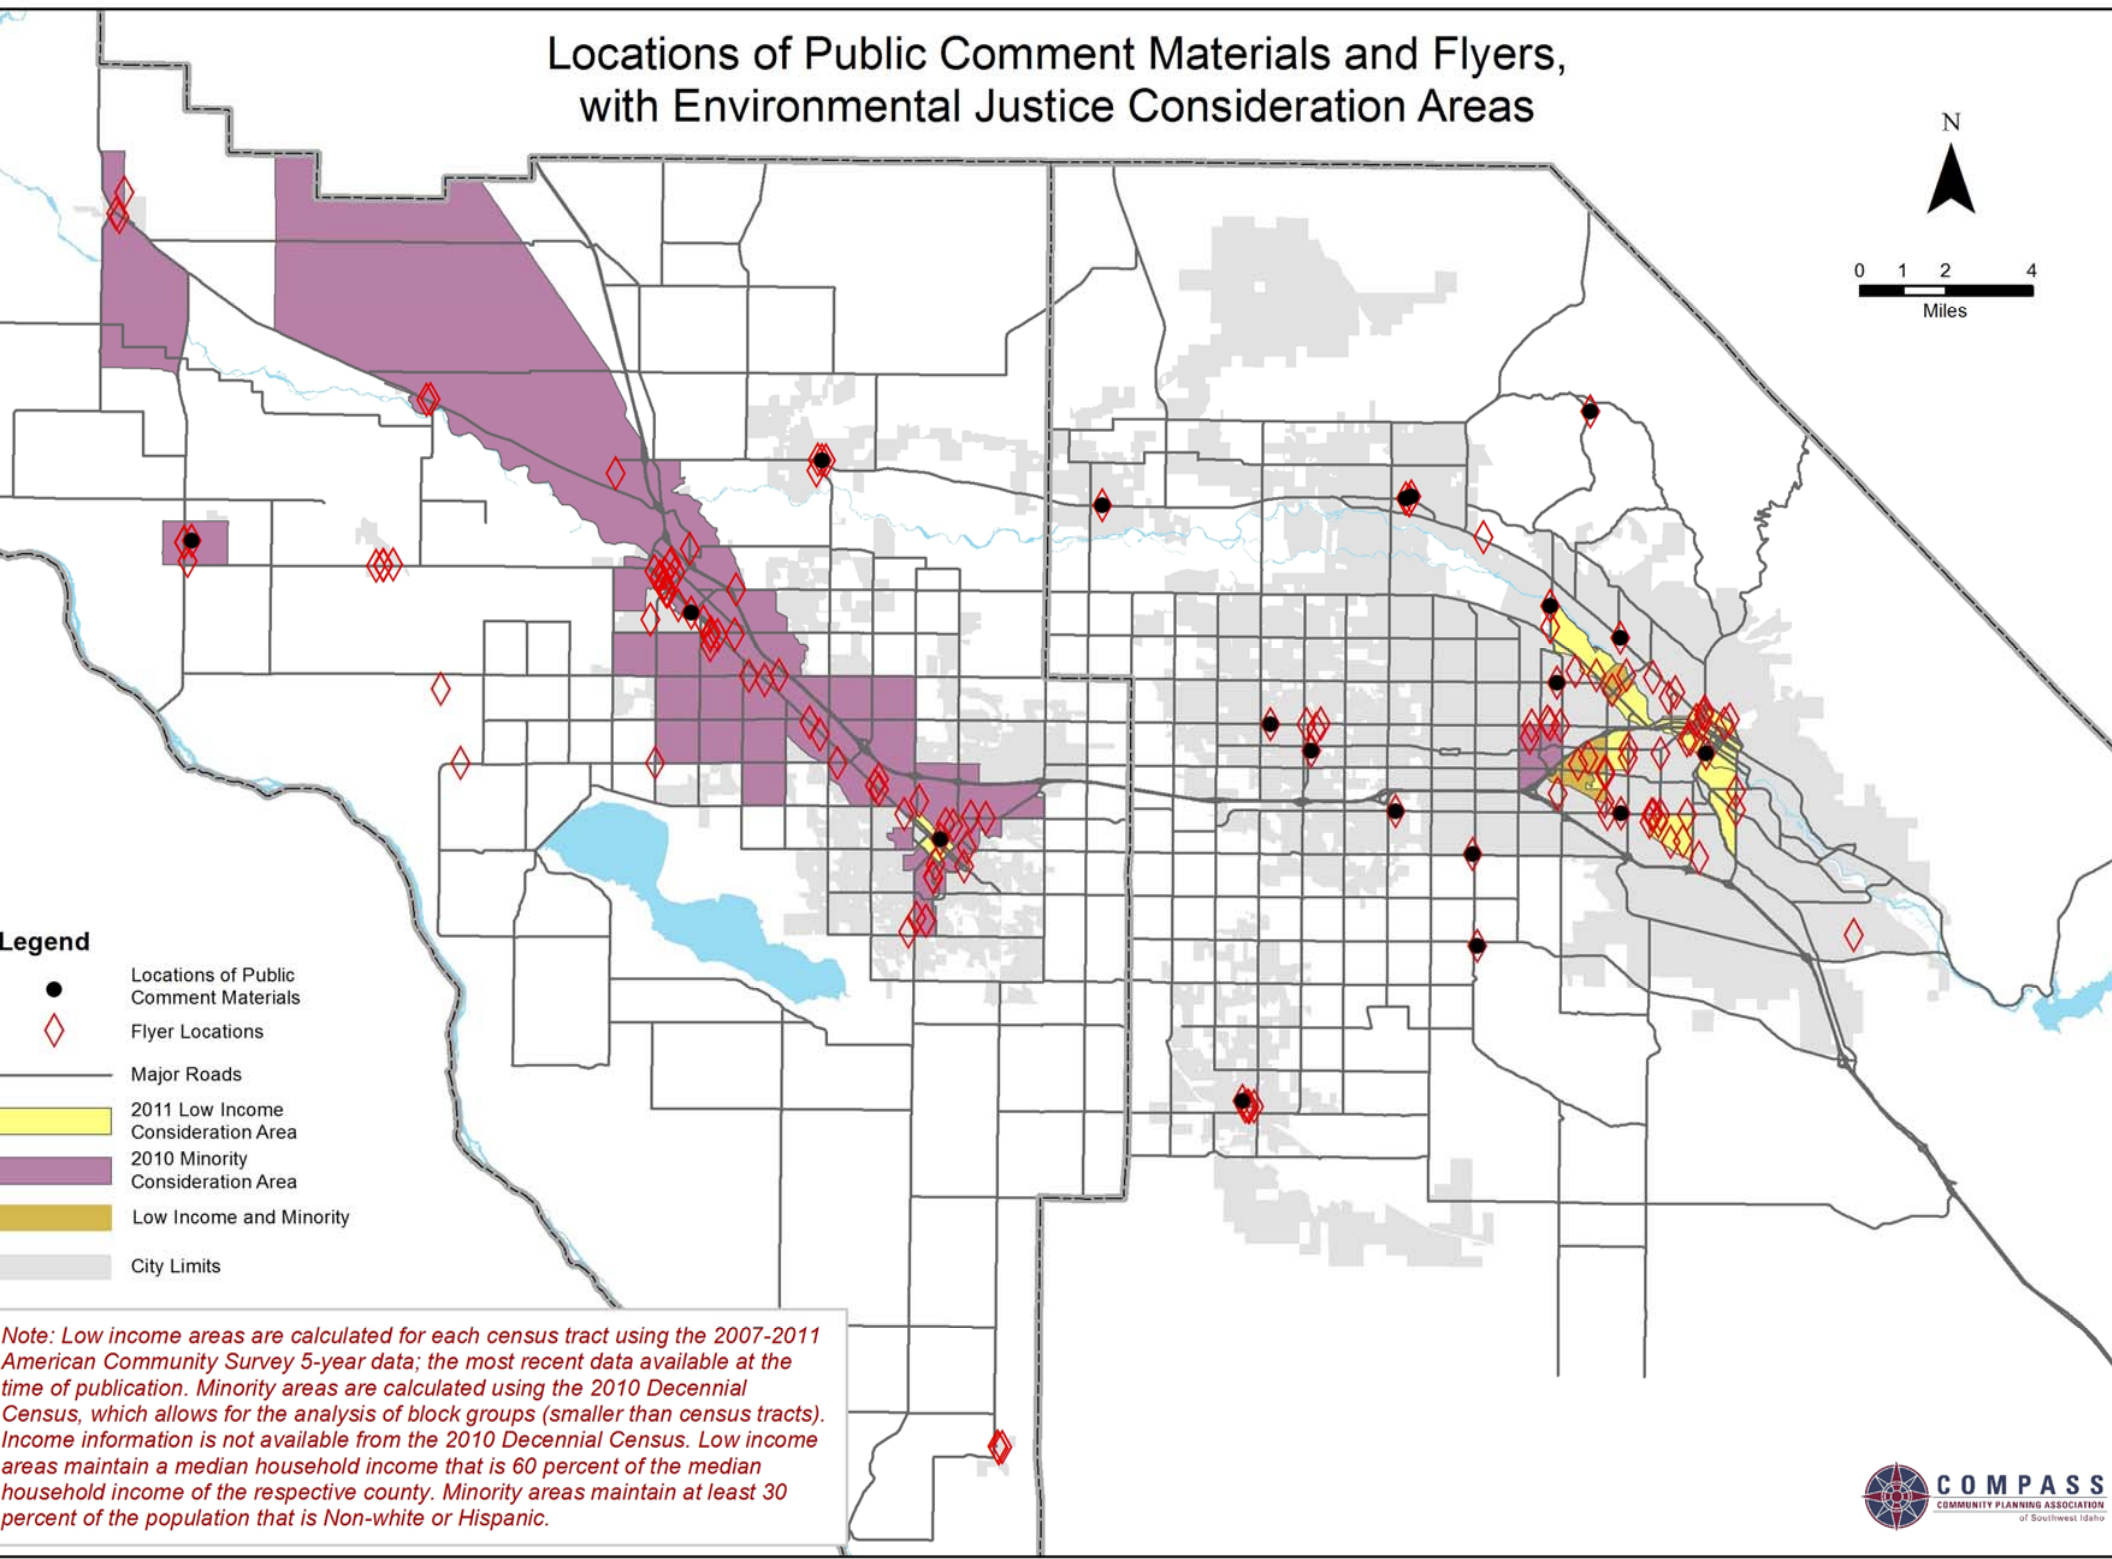 Locations of Public Comment Materials and Flyers,
with Environmental Justice Consideration Areas
N
0 1 2 4
Miles
Legend
Locations of Public
Comment Materials
Flyer Locations
Major Roads
2011 Low Income
Consideration Area
2010 Minority
Consideration Area
Low Income and Minority
City Limits
Note: Low income areas are calculated for each census tract using the 2007-2011
American Community Survey 5-year data; the most recent data available at the
time of publication. Minority areas are calculated using the 2010 Decennial
Census, which allows for the analysis of block groups (smaller than census tracts).
Income information is not available from the 2010 Decennial Census. Low income
areas maintain a median household income that is 60 percent of the median
household income of the respective county. Minority areas maintain at least 30
percent of the population that is Non-white or Hispanic.
COMPASS
COMMUNITY PLANNING ASSOCIATION
of Southwest Idaho